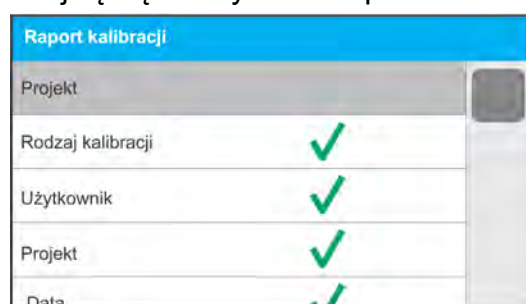 Raport kalibracji
Projekt
Rodzaj kalibracji
Użytkownik
Projekt
Data